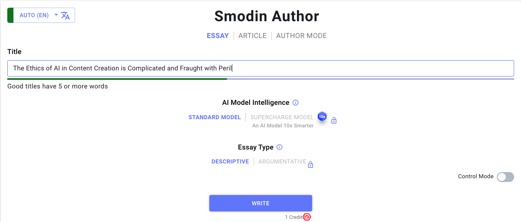 AUTO (EN)
Smodin Author
ESSAY | ARTICLE | AUTHOR MODE
Title
The Ethics of AI in Content Creation is Complicated and Fraught with Peril
Good titles have 5 or more words
AI Model Intelligence
STANDARD MODEL | SUPERCHARGE MODEL
An AI Model 10x Smarter
Essay Type
DESCRIPTIVE | ARGUMENTATIVE
Control Mode
WRITE
1 Credit